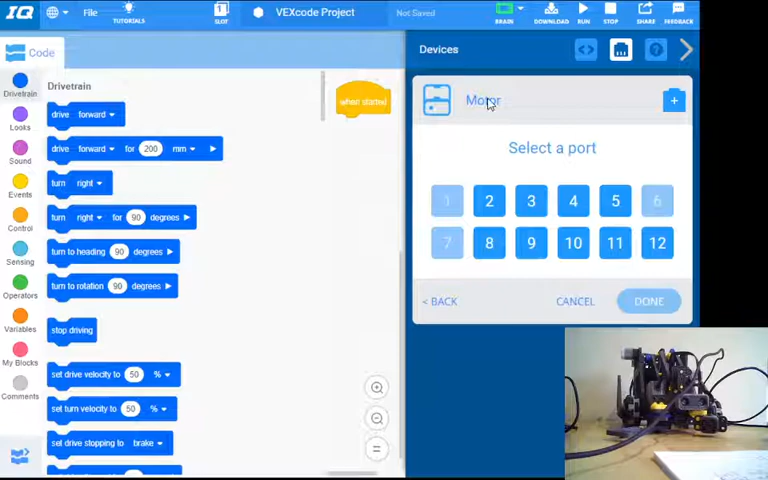 IQ
File
TUTORIALS
1
SLOT
VEXcode Project
Not Saved
BRAIN
DOWNLOAD
RUN
STOP
SHARE
FEEDBACK
Code
Devices
Drivetrain
Looks
Sound
Events
Control
Sensing
Operators
Variables
My Blocks
Comments
Drivetrain
drive forward
drive forward for 200 mm
turn right
turn right for 90 degrees
turn to heading 90 degrees
turn to rotation 90 degrees
stop driving
set drive velocity to 50 %
set turn velocity to 50 %
set drive stopping to brake
when started
Motor
Select a port
1 2 3 4 5 6
7 8 9 10 11 12
< BACK
CANCEL
DONE